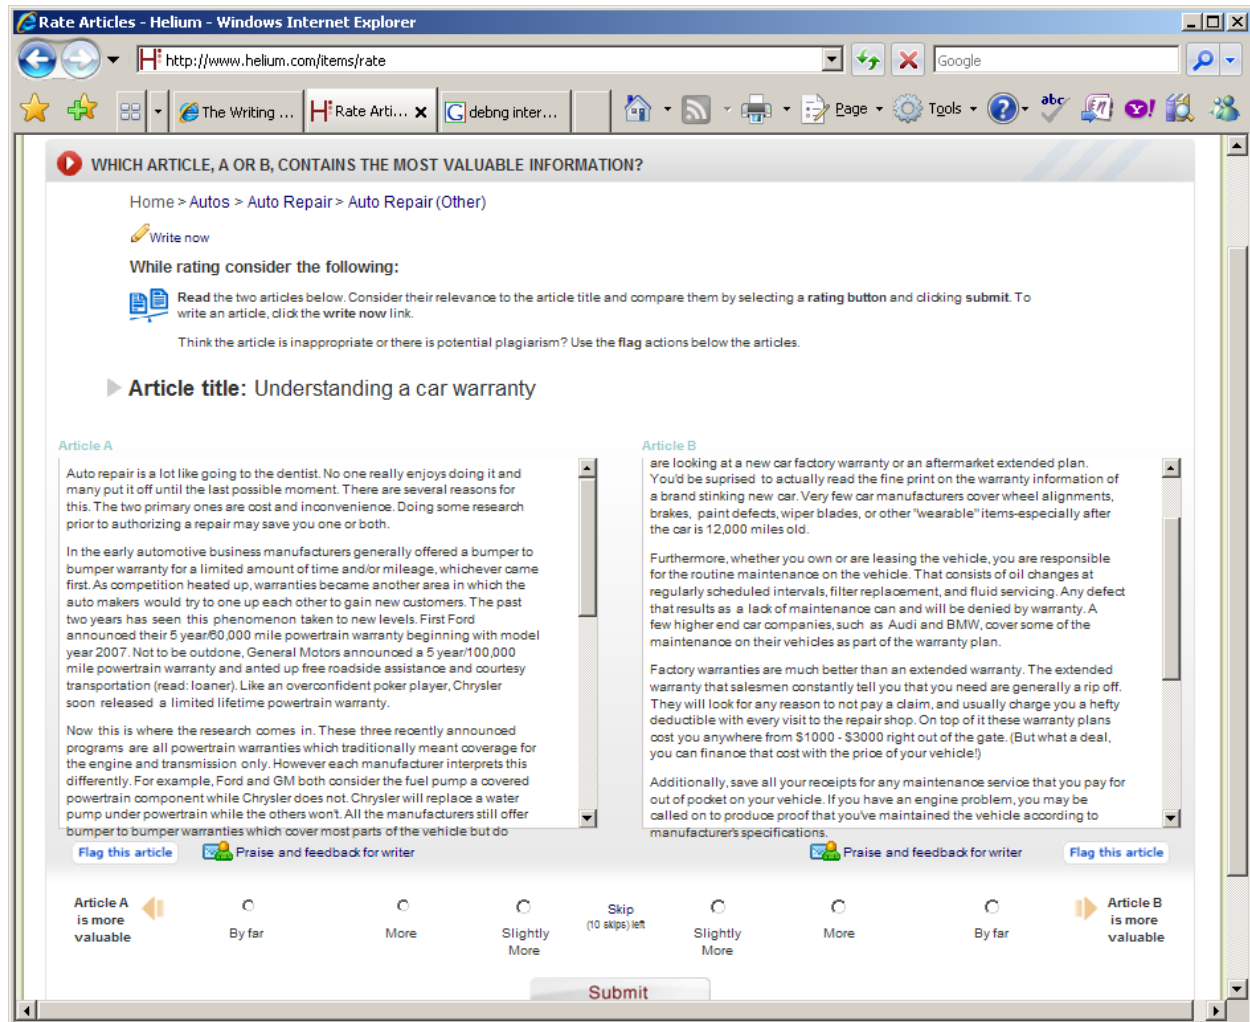 Rate Articles - Helium - Windows Internet Explorer
http://www.helium.com/items/rate
Google
The Writing ...
Rate Arti...
debng inter...
Page
Tools
WHICH ARTICLE, A OR B, CONTAINS THE MOST VALUABLE INFORMATION?
Home > Autos > Auto Repair > Auto Repair (Other)
Write now
While rating consider the following:
Read the two articles below. Consider their relevance to the article title and compare them by selecting a rating button and clicking submit. To
write an article, click the write now link.
Think the article is inappropriate or there is potential plagiarism? Use the flag actions below the articles.
Article title: Understanding a car warranty
Article A
Auto repair is a lot like going to the dentist. No one really enjoys doing it and
many put it off until the last possible moment. There are several reasons for
this. The two primary ones are cost and inconvenience. Doing some research
prior to authorizing a repair may save you one or both.
In the early automotive business manufacturers generally offered a bumper to
bumper warranty for a limited amount of time and/or mileage, whichever came
first. As competition heated up, warranties became another area in which the
auto makers would try to one up each other to gain new customers. The past
two years has seen this phenomenon taken to new levels. First Ford
announced their 5 year/60,000 mile powertrain warranty beginning with model
year 2007. Not to be outdone, General Motors announced a 5 year/100,000
mile powertrain warranty and anted up free roadside assistance and courtesy
transportation (read: loaner). Like an overconfident poker player, Chrysler
soon released a limited lifetime powertrain warranty.
Now this is where the research comes in. These three recently announced
programs are all powertrain warranties which traditionally meant coverage for
the engine and transmission only. However each manufacturer interprets this
differently. For example, Ford and GM both consider the fuel pump a covered
powertrain component while Chrysler does not. Chrysler will replace a water
pump under powertrain while the others won't. All the manufacturers still offer
bumper to bumper warranties which cover most parts of the vehicle but do
Article B
are looking at a new car factory warranty or an aftermarket extended plan.
You'd be suprised to actually read the fine print on the warranty information of
a brand stinking new car. Very few car manufacturers cover wheel alignments,
brakes, paint defects, wiper blades, or other "wearable" items-especially after
the car is 12,000 miles old.
Furthermore, whether you own or are leasing the vehicle, you are responsible
for the routine maintenance on the vehicle. That consists of oil changes at
regularly scheduled intervals, filter replacement, and fluid servicing. Any defect
that results as a lack of maintenance can and will be denied by warranty. A
few higher end car companies, such as Audi and BMW, cover some of the
maintenance on their vehicles as part of the warranty plan.
Factory warranties are much better than an extended warranty. The extended
warranty that salesmen constantly tell you that you need are generally a rip off.
They will look for any reason to not pay a claim, and usually charge you a hefty
deductible with every visit to the repair shop. On top of it these warranty plans
cost you anywhere from $1000 - $3000 right out of the gate. (But what a deal,
you can finance that cost with the price of your vehicle!)
Additionally, save all your receipts for any maintenance service that you pay for
out of pocket on your vehicle. If you have an engine problem, you may be
called on to produce proof that you've maintained the vehicle according to
manufacturer's specifications.
Flag this article
Praise and feedback for writer
Praise and feedback for writer
Flag this article
Article A
is more
valuable
By far
More
Slightly
More
Skip
(10 skips) left
Slightly
More
More
By far
Article B
is more
valuable
Submit